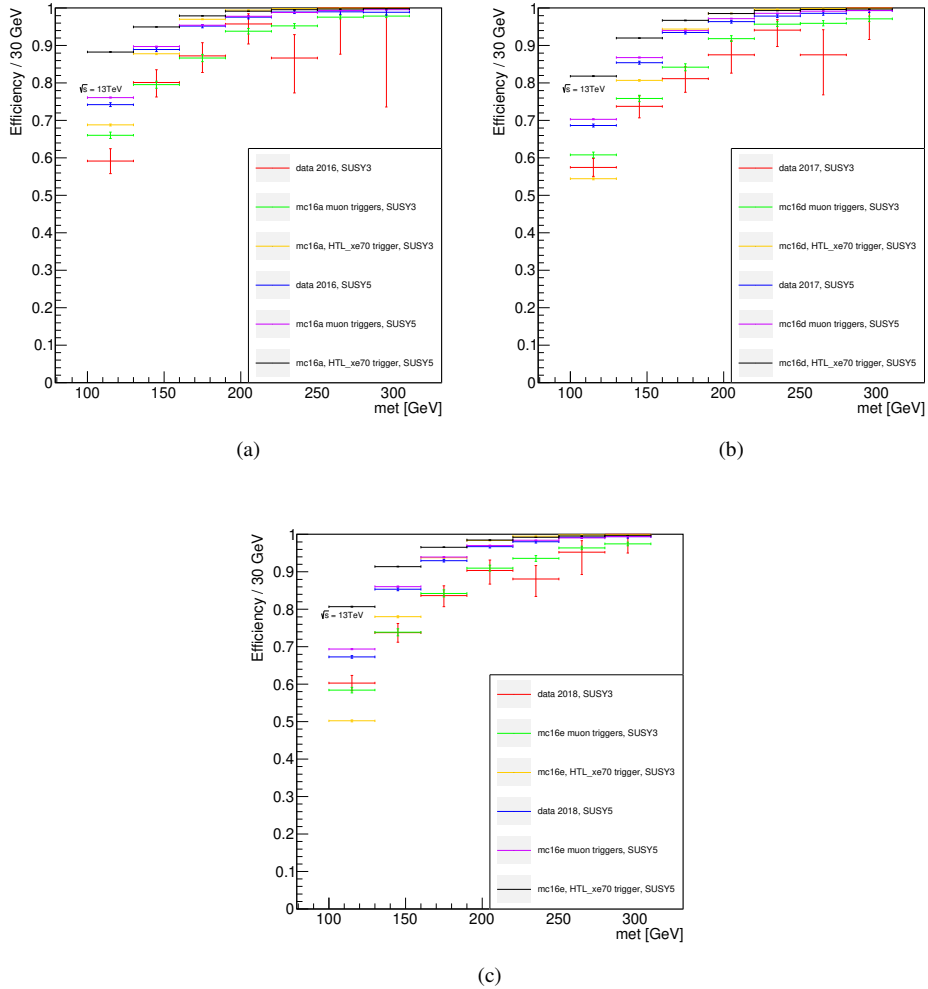 Efficiency / 30 GeV
1
0.9
0.8
0.7
0.6
0.5
0.4
0.3
0.2
0.1
0
√s = 13TeV
data 2016, SUSY3
mc16a muon triggers, SUSY3
mc16a, HTL_xe70 trigger, SUSY3
data 2016, SUSY5
mc16a muon triggers, SUSY5
mc16a, HTL_xe70 trigger, SUSY5
100 150 200 250 300
met [GeV]
(a)
Efficiency / 30 GeV
1
0.9
0.8
0.7
0.6
0.5
0.4
0.3
0.2
0.1
0
√s = 13TeV
data 2017, SUSY3
mc16d muon triggers, SUSY3
mc16d, HTL_xe70 trigger, SUSY3
data 2017, SUSY5
mc16d muon triggers, SUSY5
mc16d, HTL_xe70 trigger, SUSY5
100 150 200 250 300
met [GeV]
(b)
Efficiency / 30 GeV
1
0.9
0.8
0.7
0.6
0.5
0.4
0.3
0.2
0.1
0
√s = 13TeV
data 2018, SUSY3
mc16e muon triggers, SUSY3
mc16e, HTL_xe70 trigger, SUSY3
data 2018, SUSY5
mc16e muon triggers, SUSY5
mc16e, HTL_xe70 trigger, SUSY5
100 150 200 250 300
met [GeV]
(c)